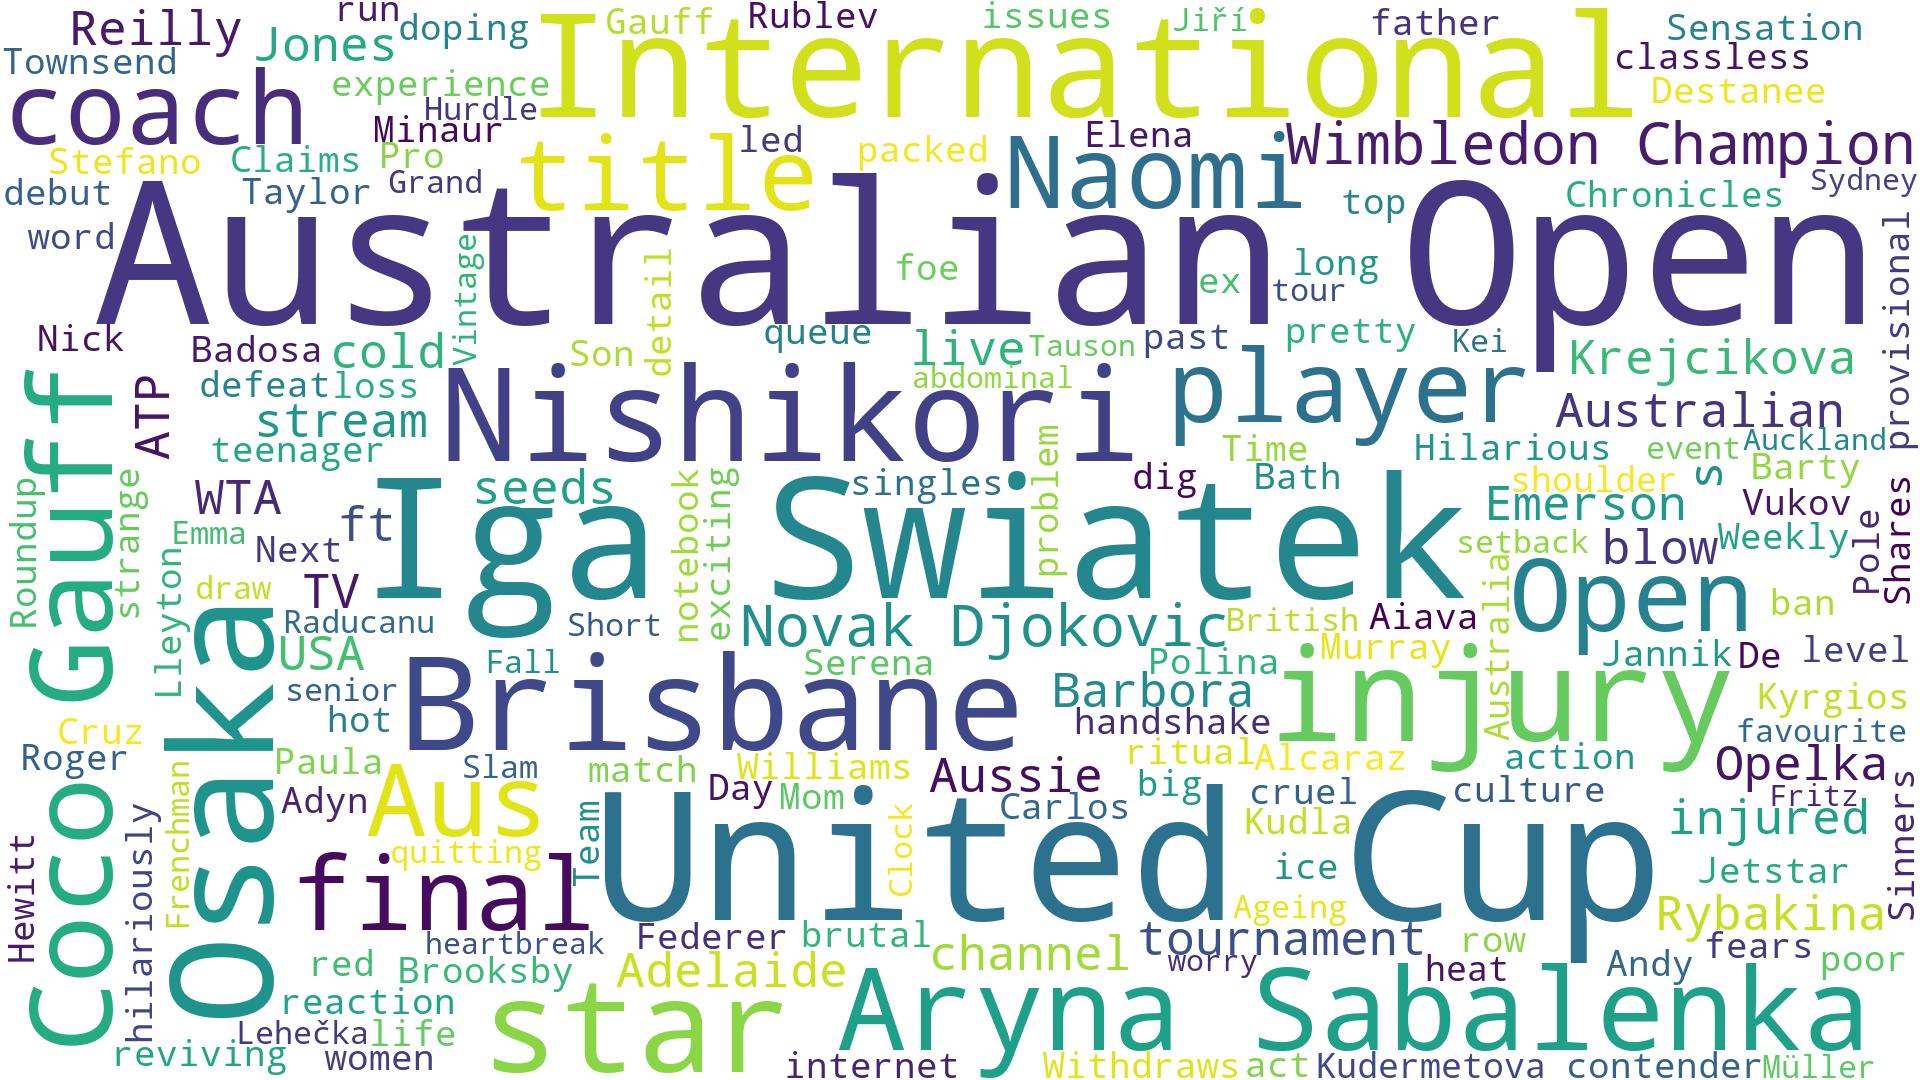 Reilly
run
doping
International
Gauff
Rublev
issues
Jiří
father
Sensation
Townsend
Jones
classless
coach
experience
Hurdle
Destanee
Minaur
title
led
packed
Naomi
Elena
Wimbledon Champion
Stefano
Claims
Pro
debut
Taylor
Grand
top
Chronicles
Sydney
word
Australian Open
Vintage
detail
foe
ex
long
tour
provisional
Nick
Badosa
cold
Son
queue
live
Tauson
past
pretty
Kei
Krejcikova
defeat
loss
ATP
Nishikori
abdominal
player
Australian
stream
teenager
Time
Hilarious
event
Auckland
Coco Gauff
Roundup
strange
WTA
ft
Iga Swiatek
seeds
singles
problem
dig
Bath
shoulder
s
Barty
Emerson
Vukov
Emma
Next
notebook
exciting
setback
blow
Weekly
Pole
Shares
Lleyton
draw
TV
Open
ban
Osaka
Raducanu
Short
Novak Djokovic
British
Aiava
Australia
USA
Fall
Serena
Polina
Murray
Jannik
De
level
senior
Brisbane
Barbora
injury
Kyrgios
hot
handshake
favourite
Cruz
Roger
Paula
Slam
match
Williams
Aussie
ritual
Alcaraz
action
Opelka
Frenchman
Adyn
Aus
Day
Mom
Carlos
big
cruel
culture
Fritz
Sinners
Hewitt
hilariously
quitting
Team
Clock
United Cup
Kudla
injured
final
ice
Jetstar
Ageing
Rybakina
heartbreak
Federer
brutal
channel
tournament
row
fears
red
Brooksby
Adelaide
worry
heat
Andy
poor
reaction
star
Aryna Sabalenka
Lehečka
life
reviving
women
internet
Withdraws
act
Kudermetova
contender
Müller